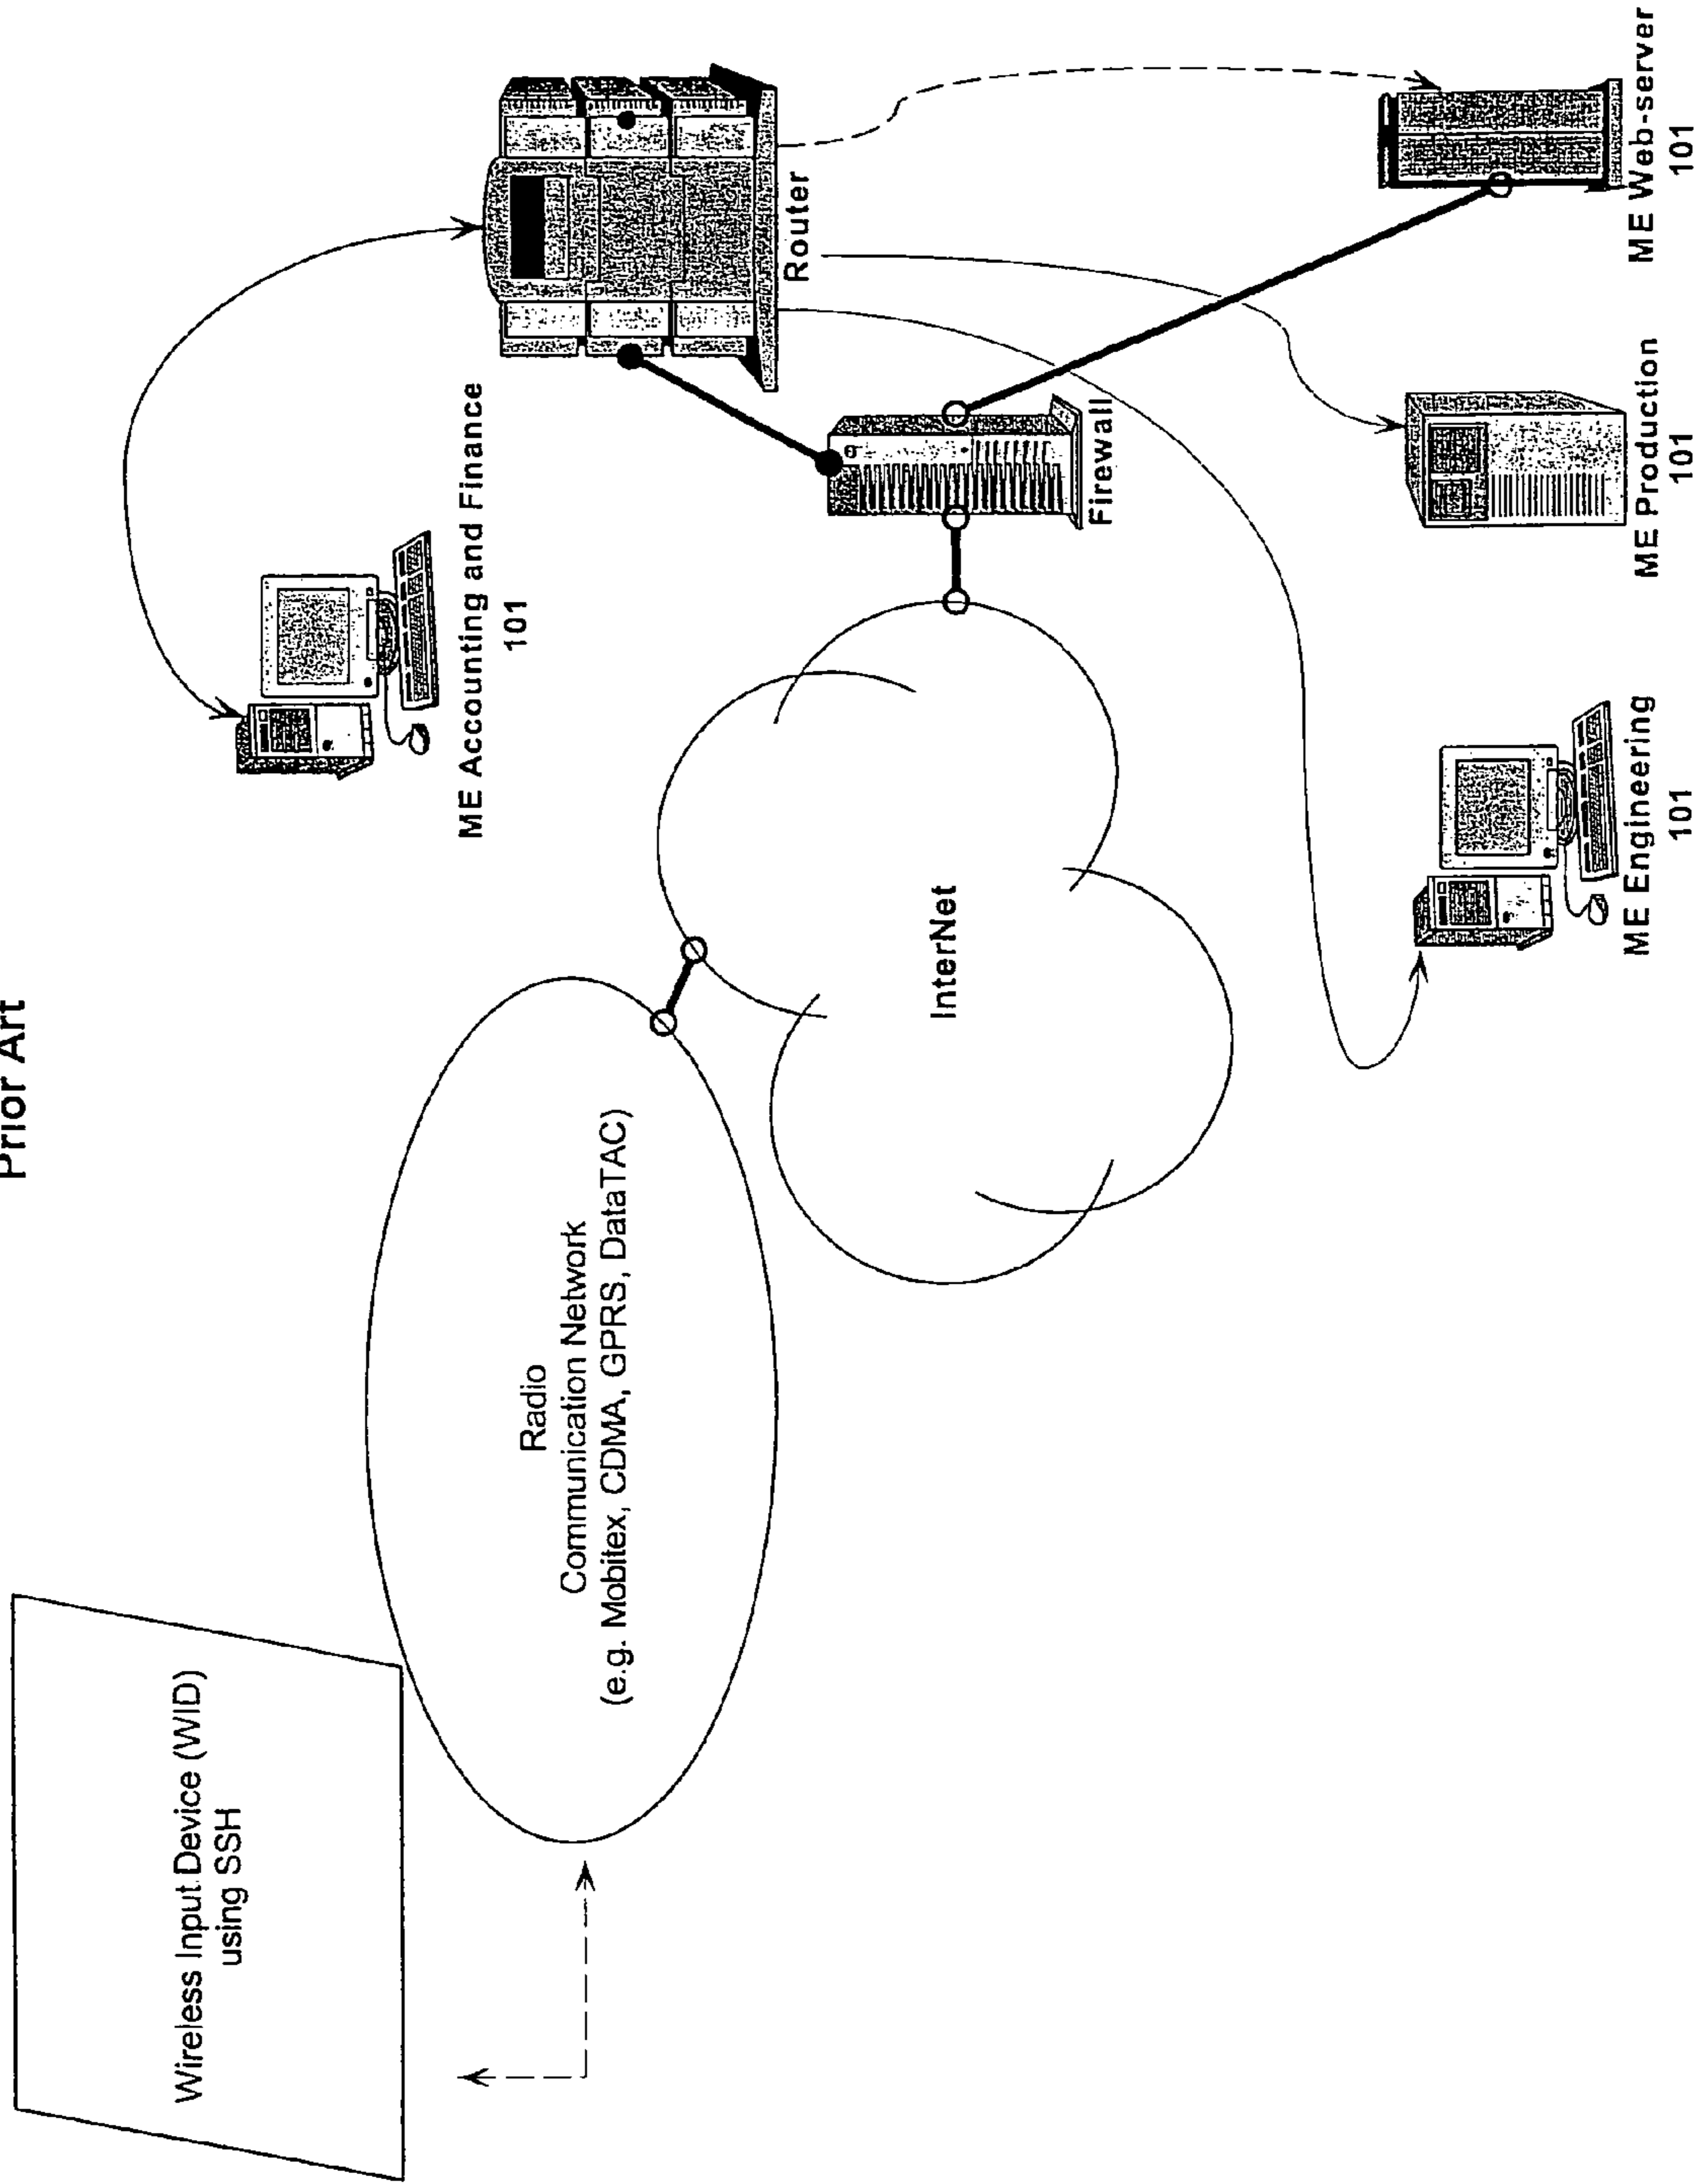 Prior Art
Wireless Input Device (WID)
using SSH
Radio
Communication Network
(e.g. Mobitex, CDMA, GPRS, DataTAC)
InterNet
ME Accounting and Finance
101
Router
Firewall
ME Engineering
101
ME Production
101
ME Web-server
101